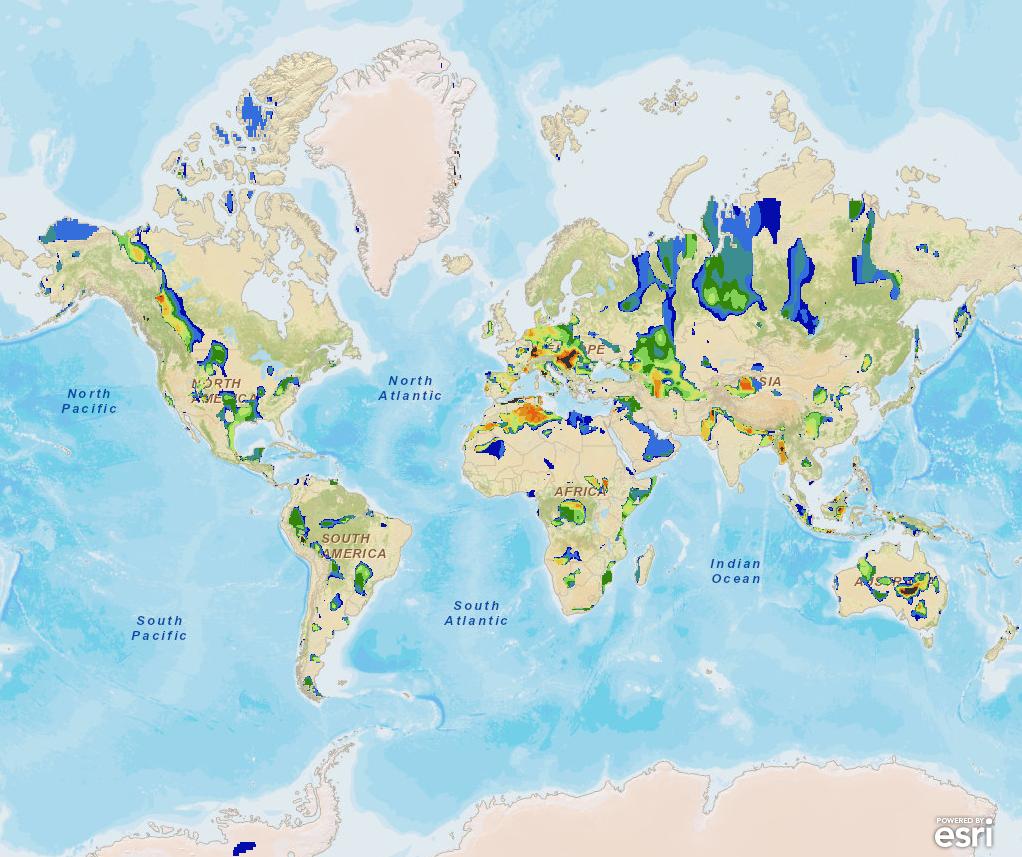 North
Pacific
NORTH
AMERICA
North
Atlantic
EUROPE
ASIA
AFRICA
SOUTH
AMERICA
Indian
Ocean
AUSTRALIA
South
Pacific
South
Atlantic
POWERED BY
esri